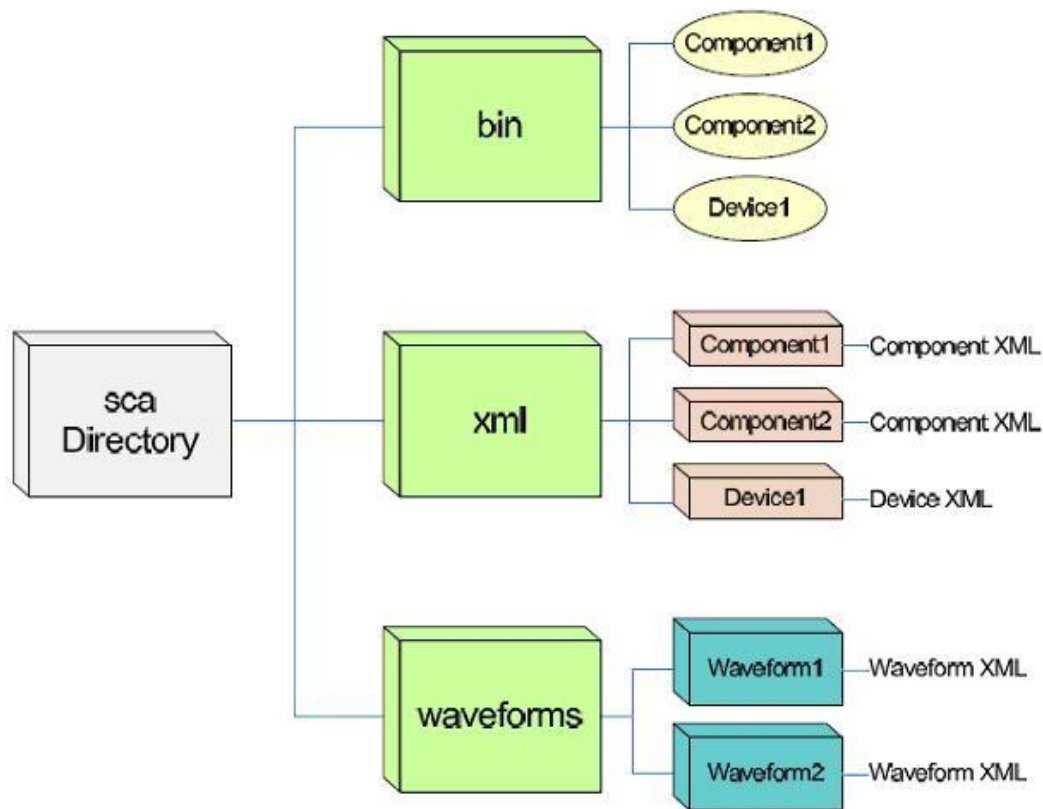 bin
Component1
Component2
Device1
sca
Directory
xml
Component1
Component XML
Component2
Component XML
Device1
Device XML
waveforms
Waveform1
Waveform XML
Waveform2
Waveform XML